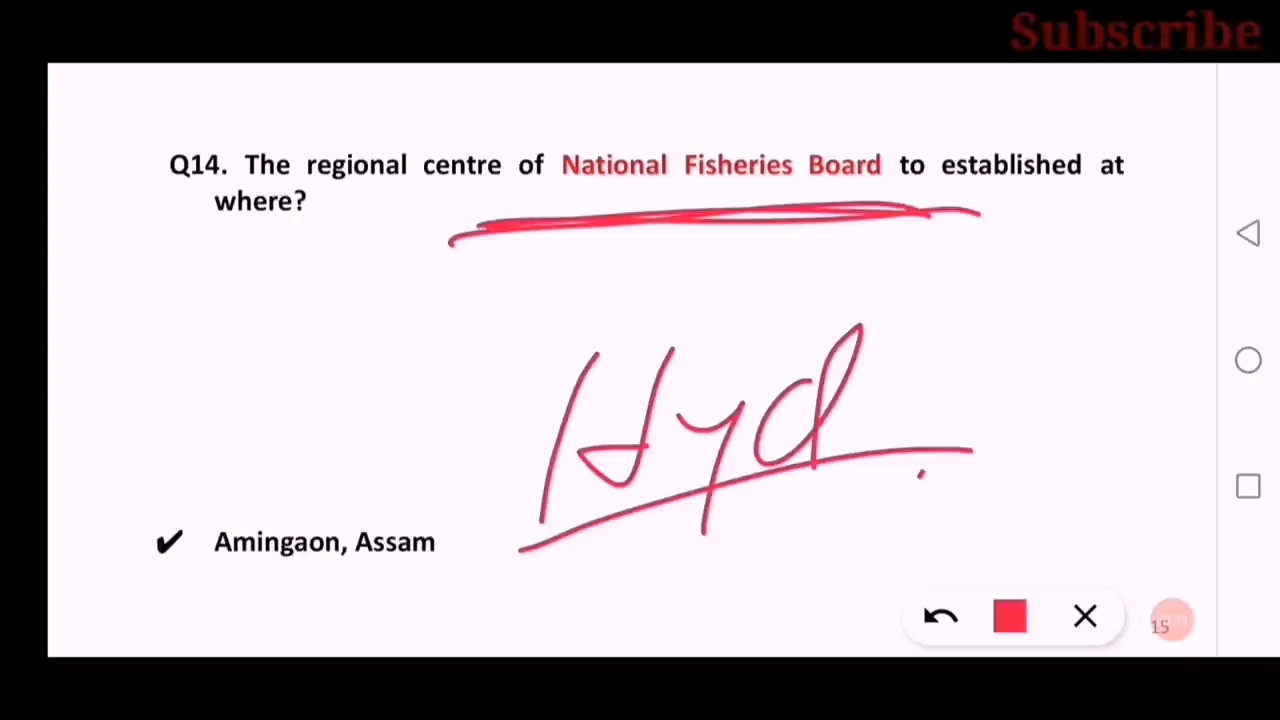 Subscribe
Q14. The regional centre of National Fisheries Board to established at
where?
Hyd
✔ Amingaon, Assam
15